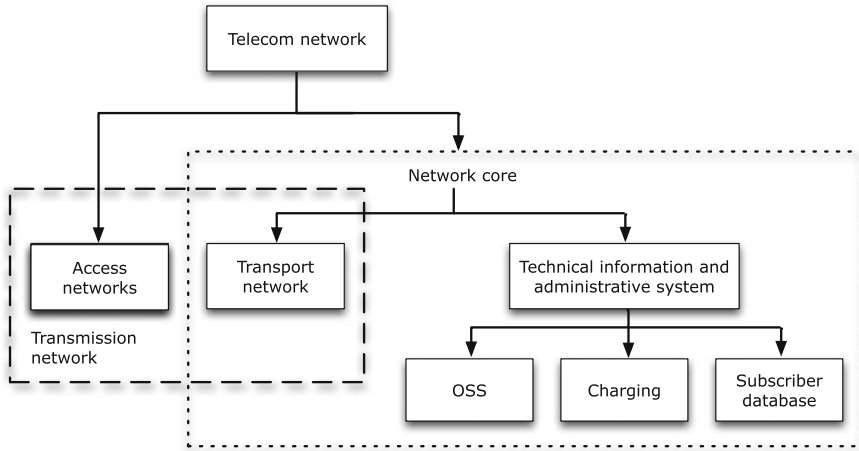 Telecom network
Network core
Access
networks
Transport
network
Technical information and
administrative system
Transmission
network
OSS
Charging
Subscriber
database